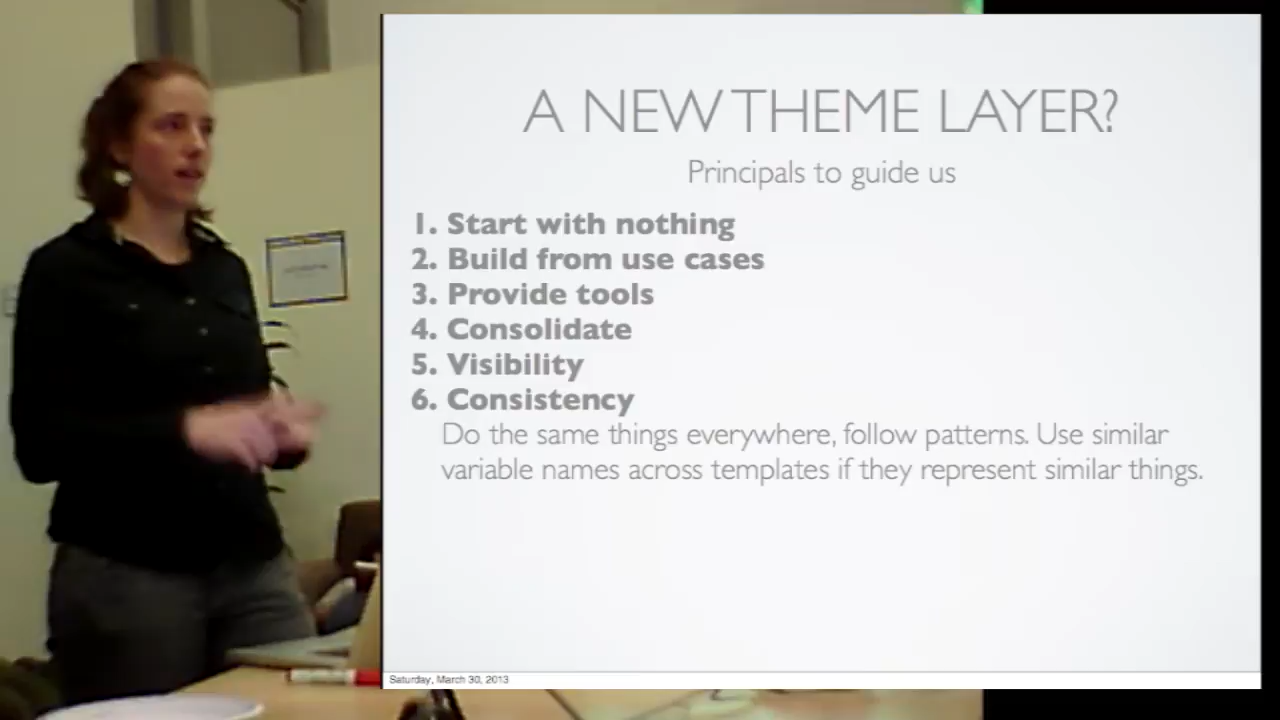 A NEW THEME LAYER?
Principals to guide us
1. Start with nothing
2. Build from use cases
3. Provide tools
4. Consolidate
5. Visibility
6. Consistency
Do the same things everywhere, follow patterns. Use similar
variable names across templates if they represent similar things.
Saturday, March 30, 2013